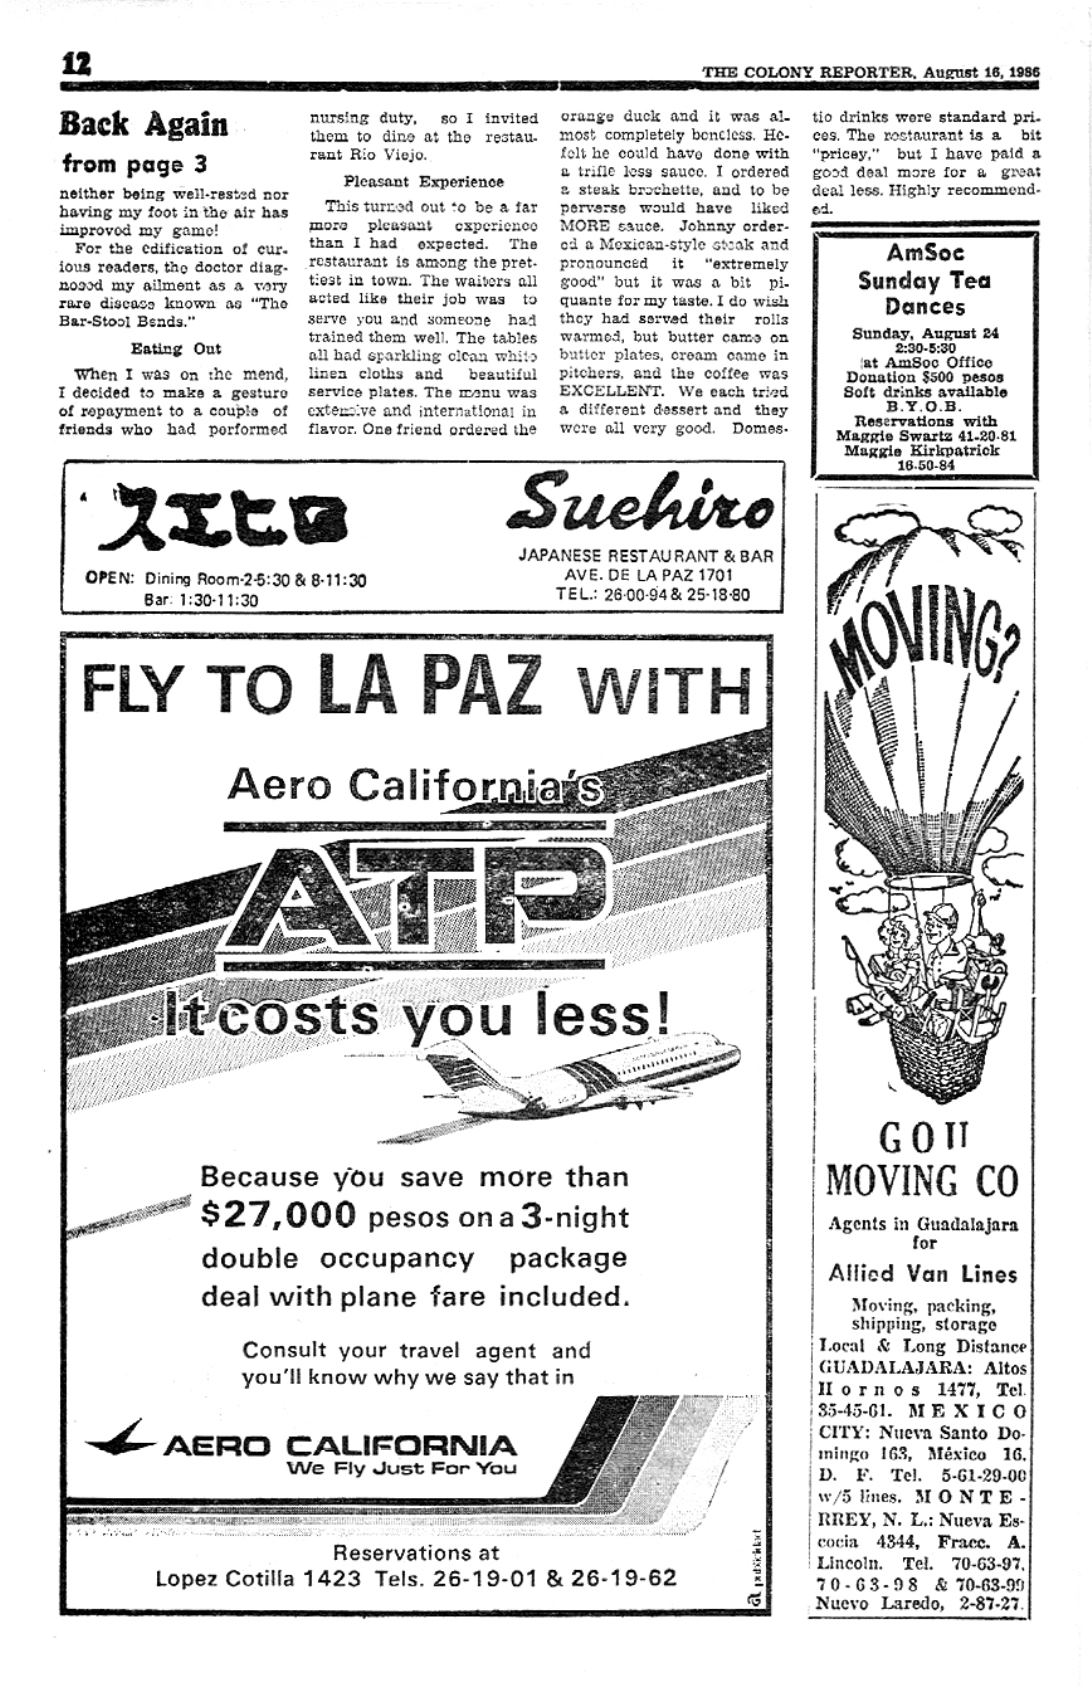 12
THE COLONY REPORTER, August 16, 1986
Back Again
from page 3
neither being well-rested nor
having my foot in the air has
improved my game!
For the edification of cur-
ious readers, the doctor diag-
nosed my ailment as a very
rare disease known as "The
Bar-Stool Bends."
Eating Out
When I was on the mend,
I decided to make a gesture
of repayment to a couple of
friends who had performed
nursing duty, so I invited
them to dine at the restau-
rant Rio Viejo.
Pleasant Experience
This turned out to be a far
more pleasant experience
than I had expected. The
restaurant is among the pret-
tiest in town. The waiters all
acted like their job was to
serve you and someone had
trained them well. The tables
all had sparkling clean white
linen cloths and beautiful
service plates. The menu was
extensive and international in
flavor. One friend ordered the
orange duck and it was al-
most completely boneless. He
felt he could have done with
a trifle less sauce. I ordered
a steak brochette, and to be
perverse would have liked
MORE sauce. Johnny order-
ed a Mexican-style steak and
pronounced it "extremely
good" but it was a bit pi-
quante for my taste. I do wish
they had served their rolls
warmed, but butter came on
butter plates, cream came in
pitchers, and the coffee was
EXCELLENT. We each tried
a different dessert and they
were all very good. Domes-
tic drinks were standard pri-
ces. The restaurant is a bit
"pricey," but I have paid a
good deal more for a great
deal less. Highly recommend-
ed.
AmSoc
Sunday Tea
Dances
Sunday, August 24
2:30-5:30
at AmSoc Office
Donation $500 pesos
Soft drinks available
B.Y.O.B.
Reservations with
Maggie Swartz 41-20-81
Maggie Kirkpatrick
16-50-84
スエヒロ
OPEN: Dining Room-2-5:30 & 8-11:30
Bar: 1:30-11:30
Suehiro
JAPANESE RESTAURANT & BAR
AVE. DE LA PAZ 1701
TEL.: 26-00-94 & 25-18-80
FLY TO LA PAZ WITH
Aero California's
ATP
It costs you less!
Because you save more than
$27,000 pesos on a 3-night
double occupancy package
deal with plane fare included.
Consult your travel agent and
you'll know why we say that in
AERO CALIFORNIA
We Fly Just For You
Reservations at
Lopez Cotilla 1423 Tels. 26-19-01 & 26-19-62
MOVING?
GOU
MOVING CO
Agents in Guadalajara
for
Allied Van Lines
Moving, packing,
shipping, storage
Local & Long Distance
GUADALAJARA: Altos
Hornos 1477, Tel.
35-45-61. MEXICO
CITY: Nueva Santo Do-
mingo 163, México 16,
D. F. Tel. 5-61-29-00
w/5 lines. MONTE-
RREY, N. L.: Nueva Es-
cocia 4344, Fracc. A.
Lincoln. Tel. 70-63-97,
70-63-98 & 70-63-99
Nuevo Laredo, 2-87-27.